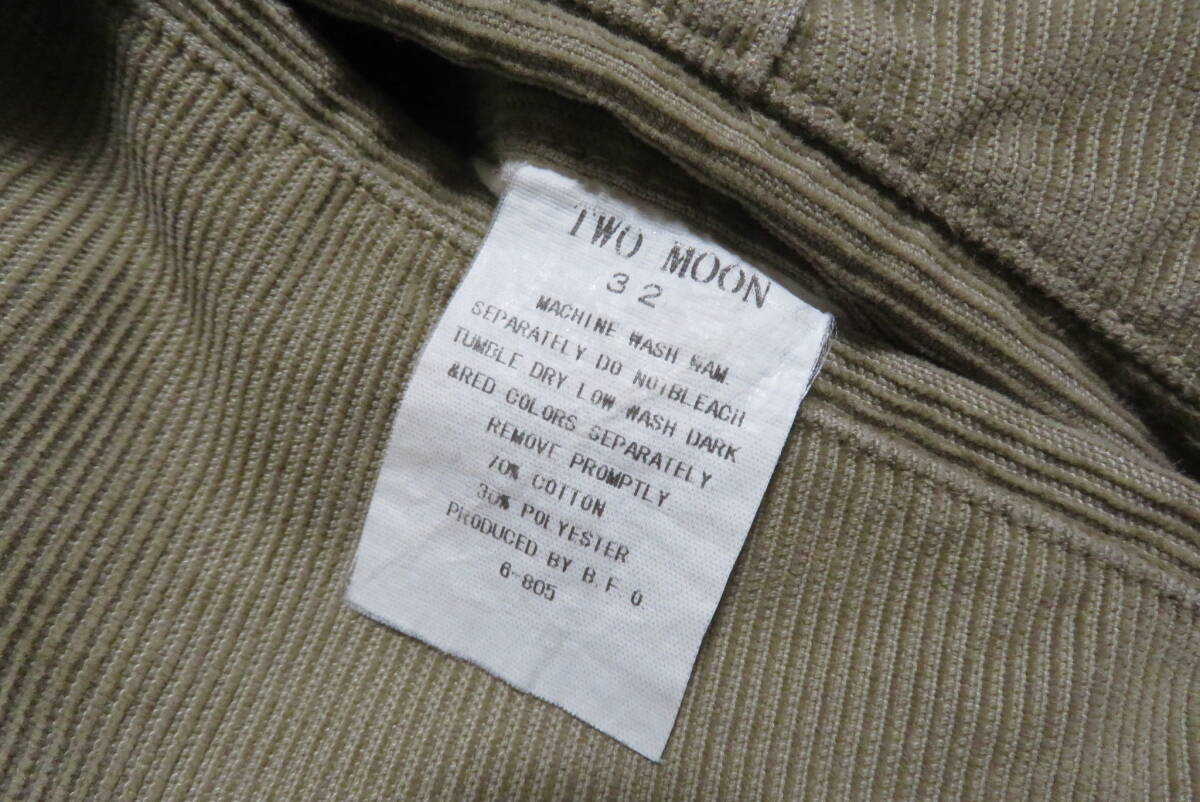 TWO MOON
32
MACHINE WASH WAM.
SEPARATELY DO NOTBLEACH
TUMBLE DRY LOW WASH DARK
&RED COLORS SEPARATELY
REMOVE PROMPTLY
70% COTTON
30% POLYESTER
PRODUCED BY B.F.O.
6-805